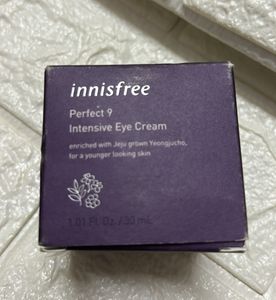 innisfree
Perfect 9
Intensive Eye Cream
enriched with Jeju grown Yeongjucho,
for a younger looking skin
1.01 Fl. Oz. / 30 mL